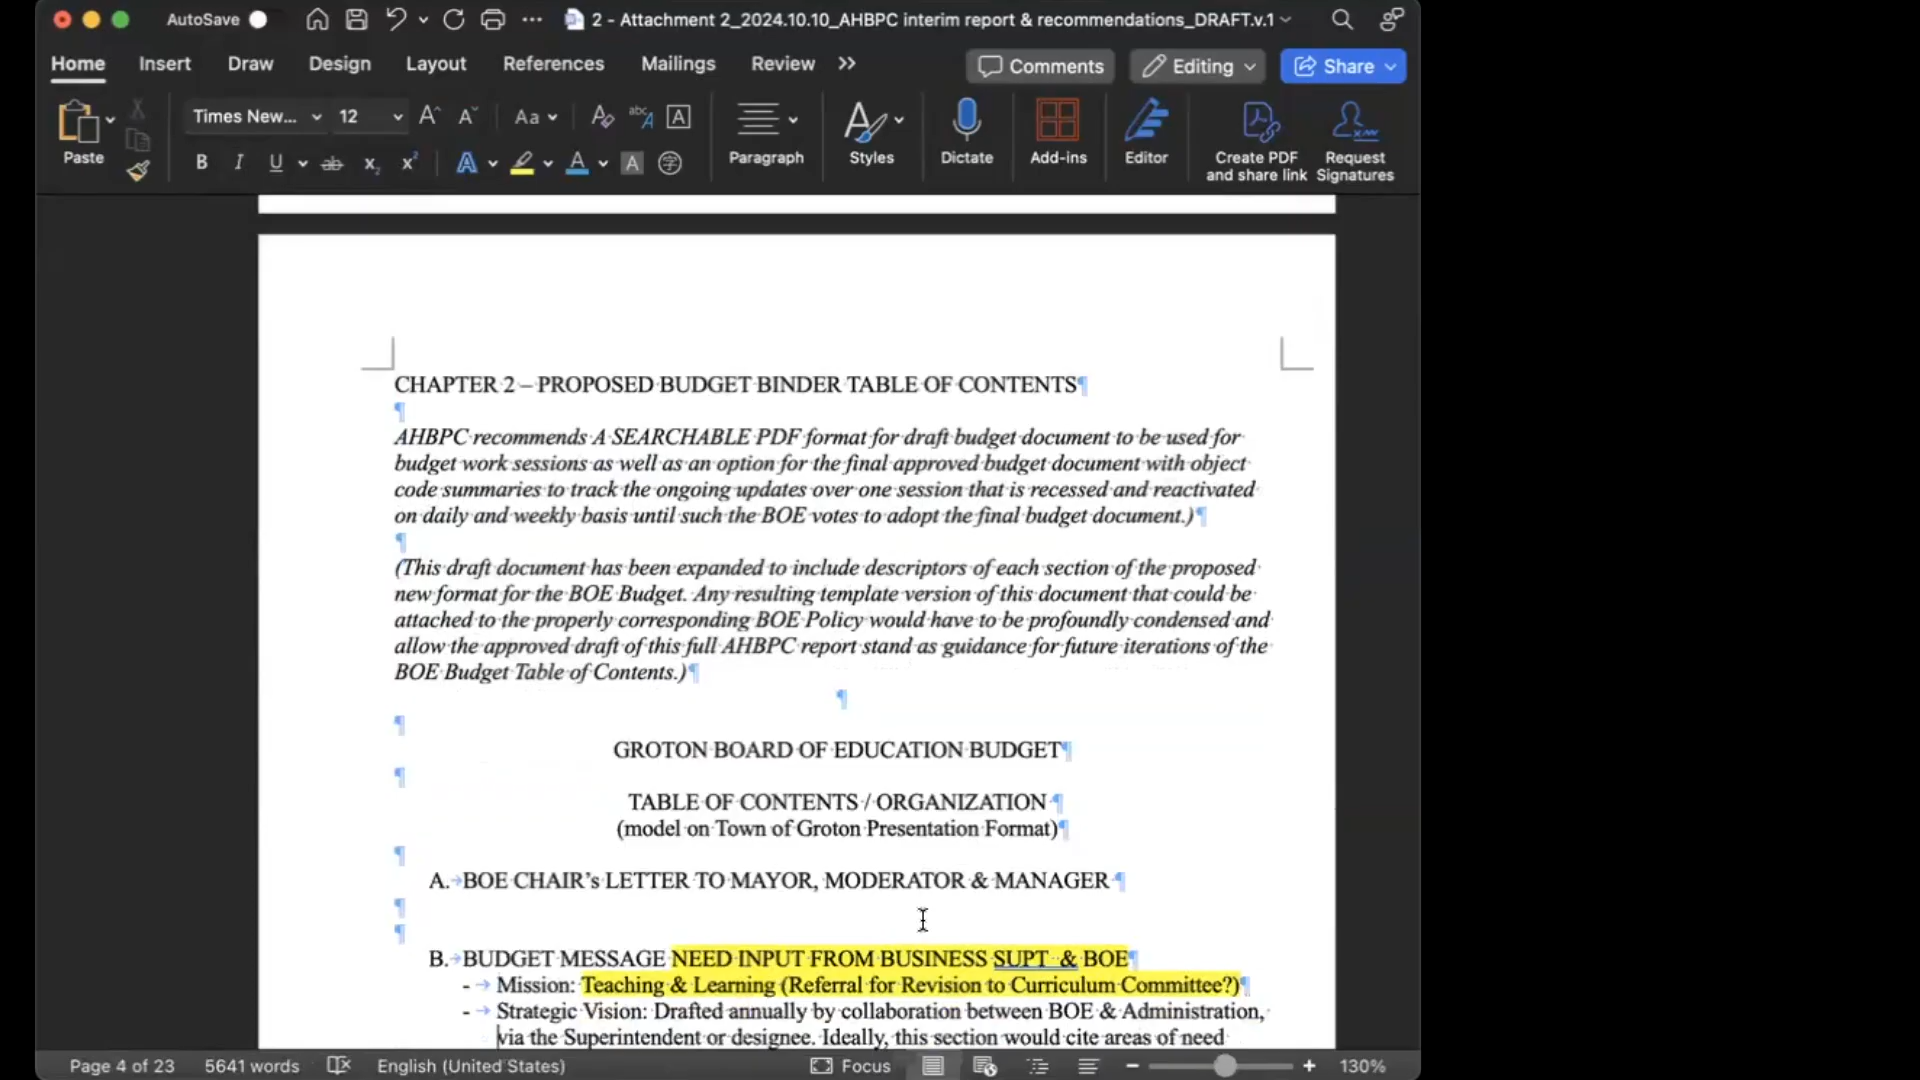 AutoSave
2 - Attachment 2_2024.10.10_AHBPC interim report & recommendations_DRAFT.v.1
Home Insert Draw Design Layout References Mailings Review
Comments Editing Share
Times New... 12 Aa
Paste
Paragraph
Styles
Dictate
Add-ins
Editor
Create PDF
and share link
Request
Signatures
CHAPTER 2 – PROPOSED BUDGET BINDER TABLE OF CONTENTS
AHBPC recommends A SEARCHABLE PDF format for draft budget document to be used for
budget work sessions as well as an option for the final approved budget document with object
code summaries to track the ongoing updates over one session that is recessed and reactivated
on daily and weekly basis until such the BOE votes to adopt the final budget document.)
(This draft document has been expanded to include descriptors of each section of the proposed
new format for the BOE Budget. Any resulting template version of this document that could be
attached to the properly corresponding BOE Policy would have to be profoundly condensed and
allow the approved draft of this full AHBPC report stand as guidance for future iterations of the
BOE Budget Table of Contents.)
GROTON BOARD OF EDUCATION BUDGET
TABLE OF CONTENTS / ORGANIZATION
(model on Town of Groton Presentation Format)
A. BOE CHAIR's LETTER TO MAYOR, MODERATOR & MANAGER
B. BUDGET MESSAGE NEED INPUT FROM BUSINESS SUPT & BOE
- Mission: Teaching & Learning (Referral for Revision to Curriculum Committee?)
- Strategic Vision: Drafted annually by collaboration between BOE & Administration,
via the Superintendent or designee. Ideally, this section would cite areas of need
Page 4 of 23 5641 words English (United States) Focus 130%